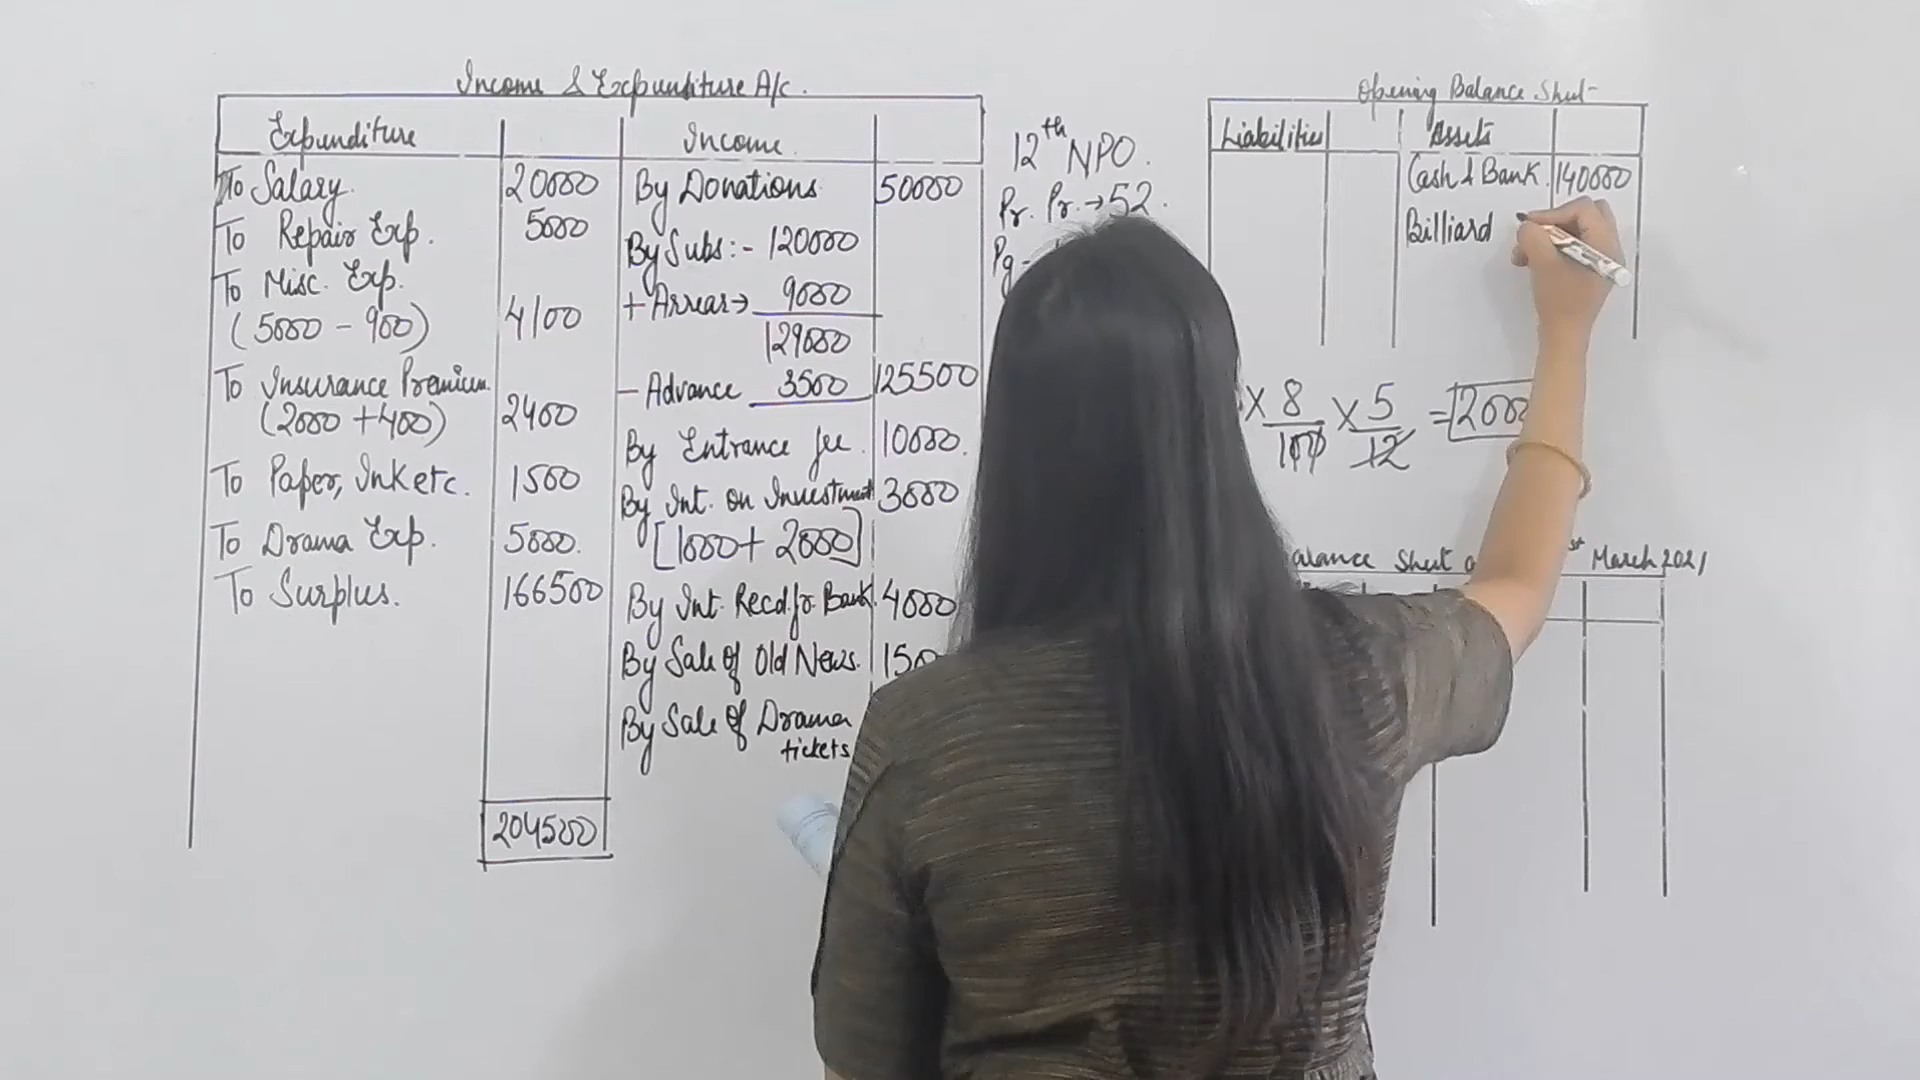 Income & Expenditure A/c.
Expenditure
Income
To Salary. 20000
By Donations 50000
To Repair Exp. 5000
By Subs:- 120000
To Misc. Exp.
+ Arrear → 9000
(5000 - 900) 4100
129000
To Insurance Premium.
- Advance 3500 125500
(2000 + 400) 2400
By Entrance fee. 10000.
To Paper, Ink etc. 1500
By Int. on Investment 3000
To Drama Exp. 5000.
[1000 + 2000]
To Surplus. 166500
By Int. Recd. fr. Bank. 4000
By Sale of Old News.
By Sale of Drama
tickets
204500
12th NPO.
Pr. Pr. → 52.
Pg -
Opening Balance Sheet
Liabilities Assets
Cash & Bank. 140000
Billiard
× 8/100 × 5/12 =
Sheet
st March 2021